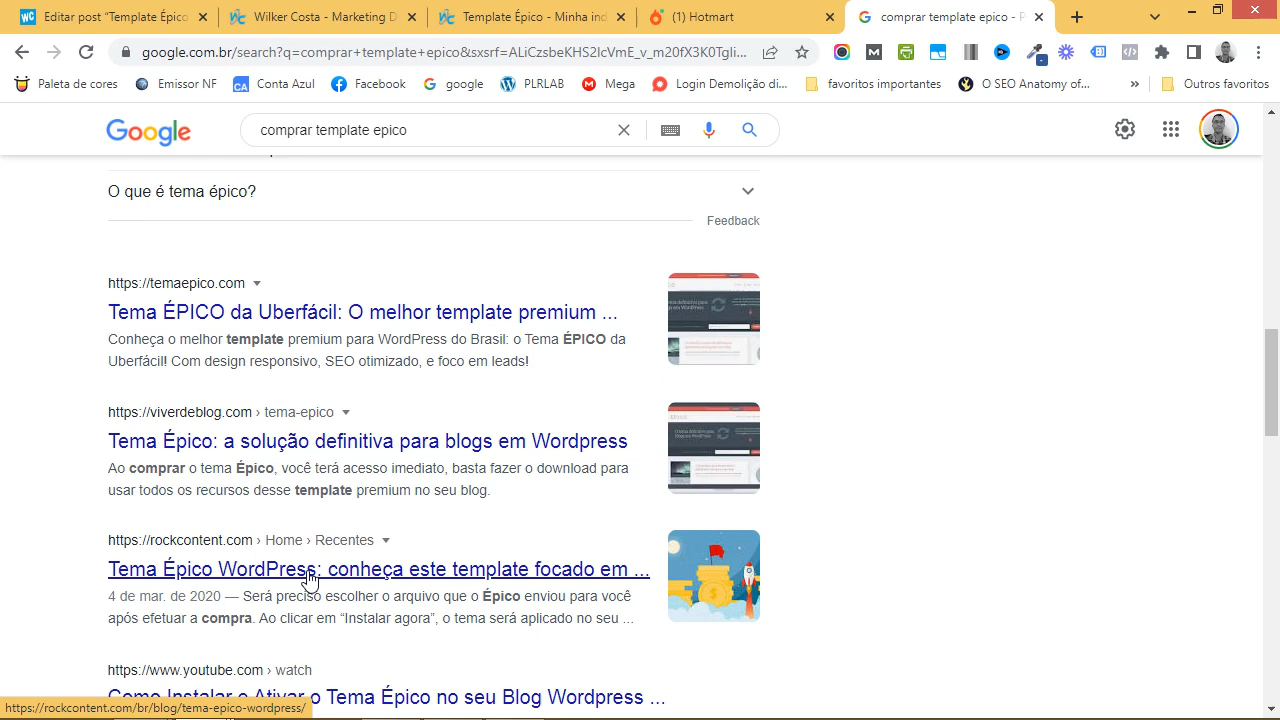 Editar post “Template Épico
Wilker Costa - Marketing D
Template Épico - Minha ind
(1) Hotmart
comprar template epico - P
google.com.br/search?q=comprar+template+epico&sxsrf=ALiCzsbeKHS2IcVmE_v_m20fX3K0TgIi...
Paleta de cores
Emissor NF
CA Conta Azul
Facebook
google
PLRLAB
Mega
Login Demolição di...
favoritos importantes
O SEO Anatomy of...
»
Outros favoritos
Google
comprar template epico
O que é tema épico?
Feedback
https://temaepico.com
Tema ÉPICO da Uberfácil: O melhor template premium ...
Conheça o melhor template premium para WordPress do Brasil: o Tema ÉPICO da
Uberfácil! Com design responsivo, SEO otimizado, e foco em leads!
https://viverdeblog.com › tema-epico
Tema Épico: a solução definitiva para blogs em Wordpress
Ao comprar o tema Épico, você terá acesso imediato, basta fazer o download para
usar todos os recursos desse template premium no seu blog.
https://rockcontent.com › Home › Recentes
Tema Épico WordPress: conheça este template focado em ...
4 de mar. de 2020 — Será preciso escolher o arquivo que o Épico enviou para você
após efetuar a compra. Ao clicar em “Instalar agora”, o tema será aplicado no seu ...
https://www.youtube.com › watch
Como Instalar e Ativar o Tema Épico no seu Blog Wordpress ...
https://rockcontent.com/br/blog/tema-epico-wordpress/